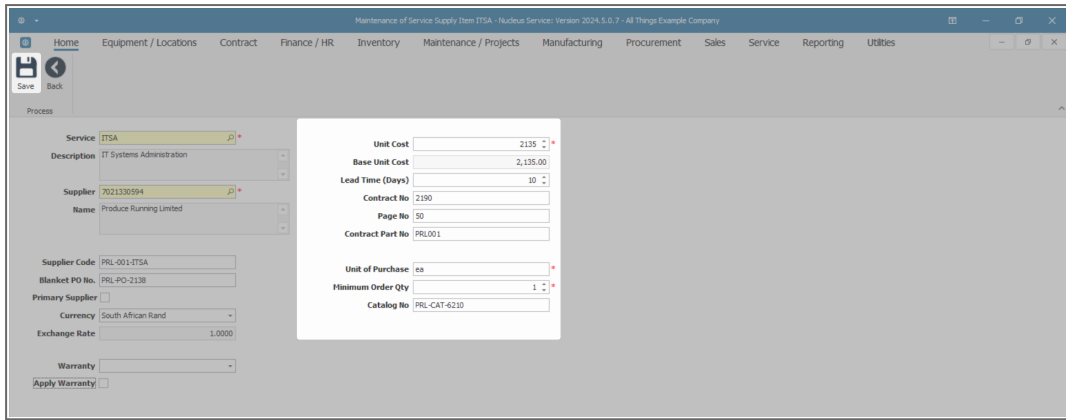 Maintenance of Service Supply Item ITSA - Nucleus Service: Version 2024.5.0.7 - All Things Example Company
Home Equipment / Locations Contract Finance / HR Inventory Maintenance / Projects Manufacturing Procurement Sales Service Reporting Utilities
Save Back
Process
Service ITSA *
Description IT Systems Administration
Supplier 7021330594 *
Name Produce Running Limited
Supplier Code PRL-001-ITSA
Blanket PO No. PRL-PO-2138
Primary Supplier
Currency South African Rand
Exchange Rate 1.0000
Warranty
Apply Warranty
Unit Cost 2135 *
Base Unit Cost 2,135.00
Lead Time (Days) 10
Contract No 2190
Page No 50
Contract Part No PRL001
Unit of Purchase ea *
Minimum Order Qty 1 *
Catalog No PRL-CAT-6210